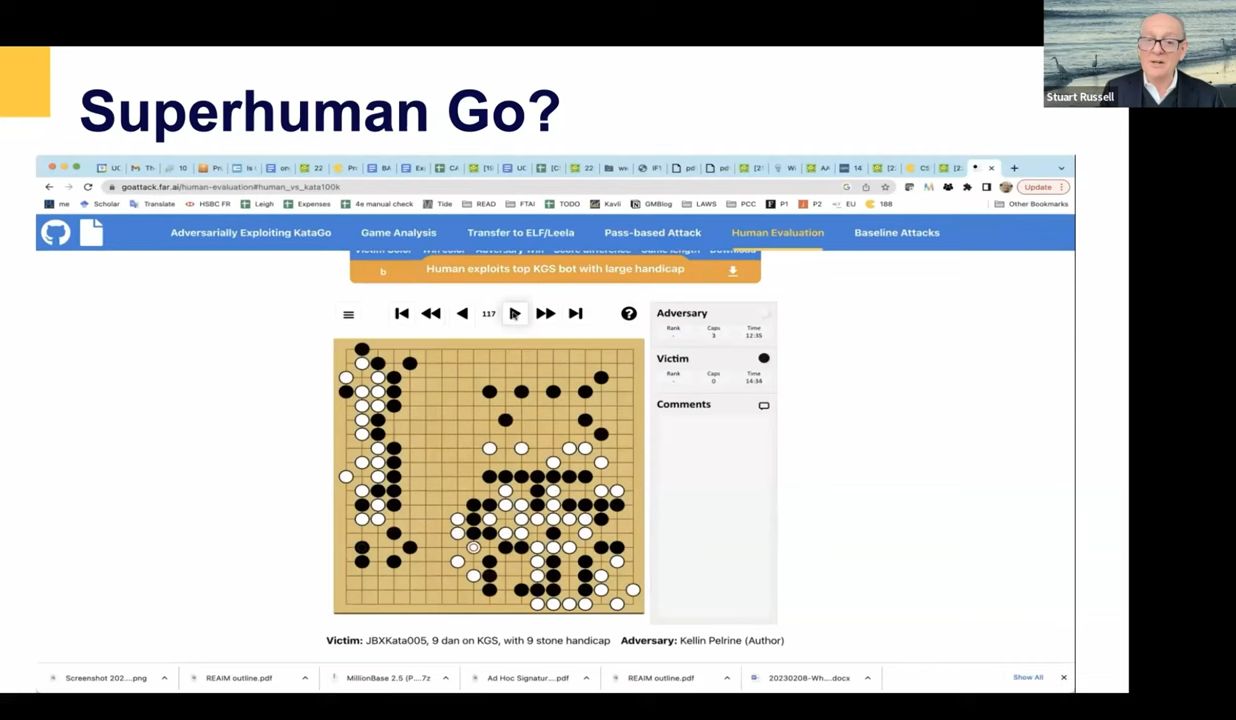 Stuart Russell
Superhuman Go?
goattack.far.ai/human-evaluation#human_vs_kata100k
Update
me Scholar Translate HSBC FR Leigh Expenses 4e manual check Tide READ FTAI TODO Kavli GMBlog LAWS PCC P1 P2 EU 188 Other Bookmarks
Adversarially Exploiting KataGo Game Analysis Transfer to ELF/Leela Pass-based Attack Human Evaluation Baseline Attacks
b Human exploits top KGS bot with large handicap
117
Adversary
Rank Caps Time
- 3 12:35
Victim
Rank Caps Time
- 0 14:34
Comments
Victim: JBXKata005, 9 dan on KGS, with 9 stone handicap Adversary: Kellin Pelrine (Author)
Screenshot 202....png REAIM outline.pdf MillionBase 2.5 (P....7z Ad Hoc Signatur....pdf REAIM outline.pdf 20230208-Wh....docx Show All